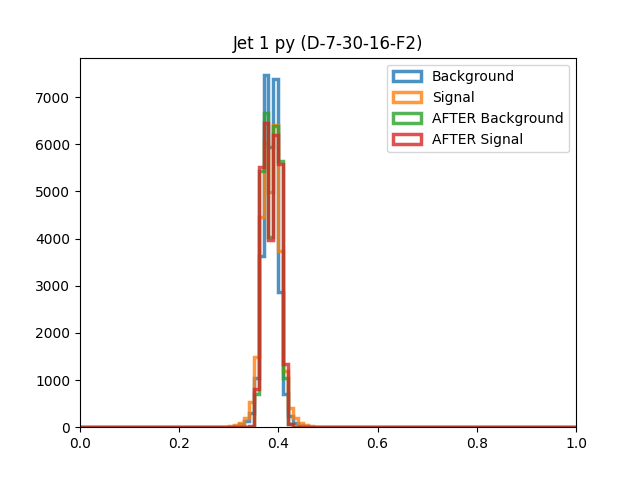 Jet 1 py (D-7-30-16-F2)
Background
Signal
AFTER Background
AFTER Signal
7000
6000
5000
4000
3000
2000
1000
0
0.0 0.2 0.4 0.6 0.8 1.0